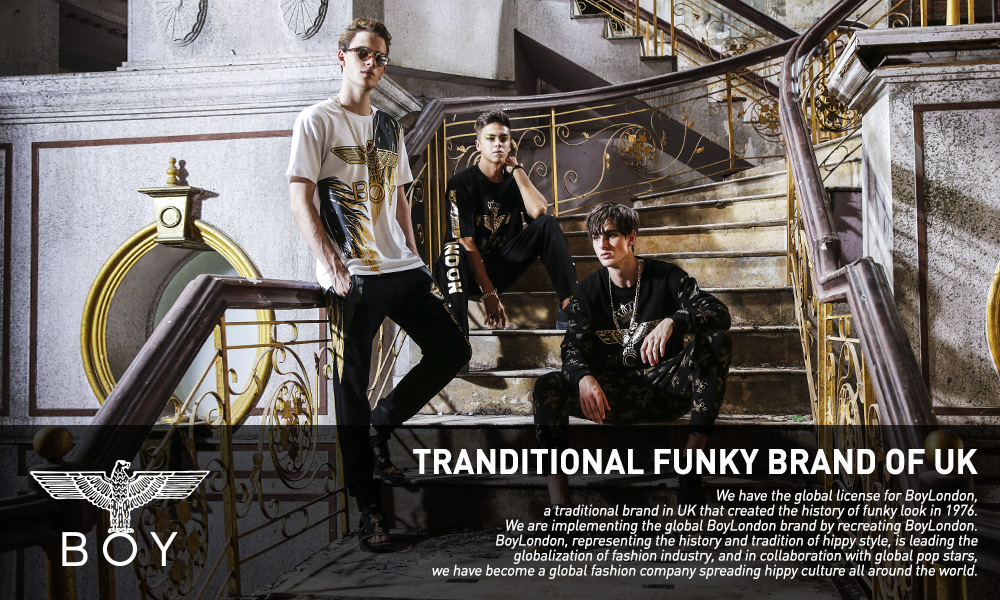 BOY
NDON
TRANDITIONAL FUNKY BRAND OF UK
We have the global license for BoyLondon,
a traditional brand in UK that created the history of funky look in 1976.
We are implementing the global BoyLondon brand by recreating BoyLondon.
BoyLondon, representing the history and tradition of hippy style, is leading the
globalization of fashion industry, and in collaboration with global pop stars,
we have become a global fashion company spreading hippy culture all around the world.
BOY